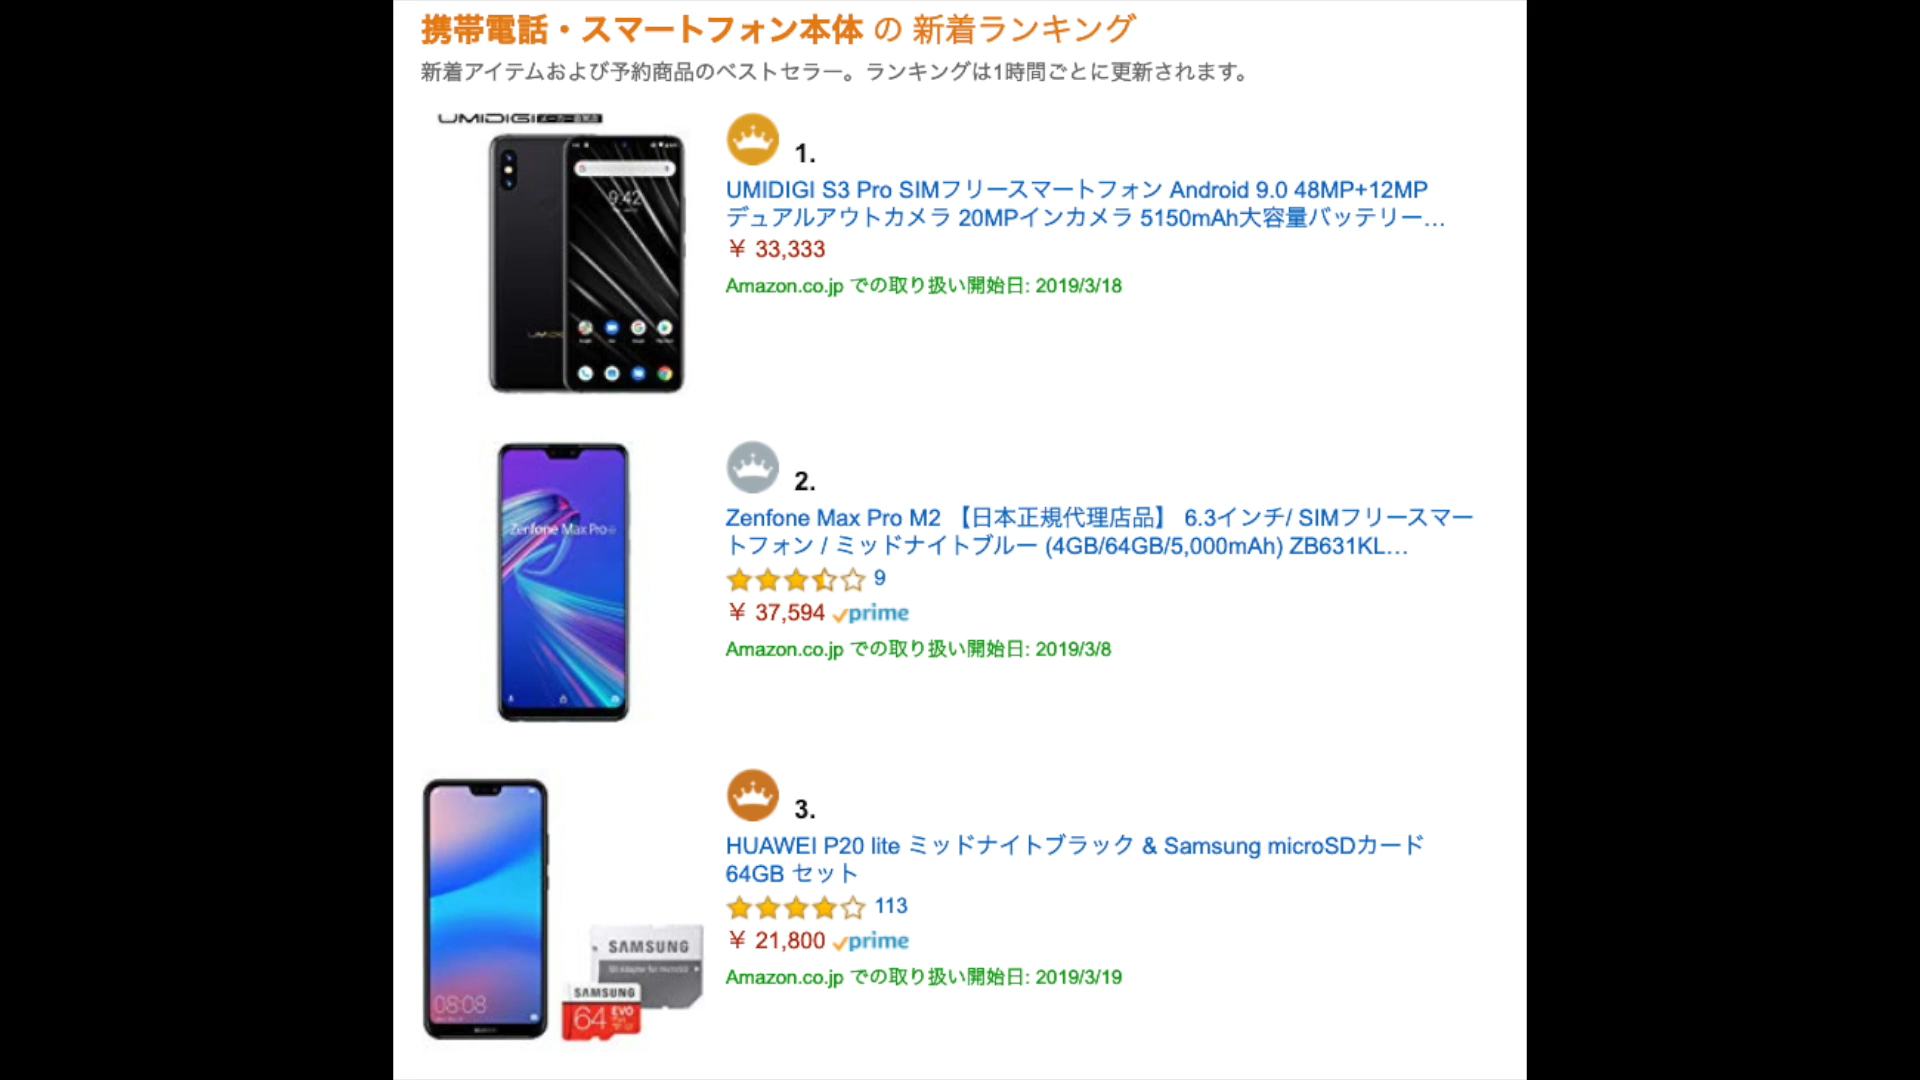 携帯電話・スマートフォン本体 の 新着ランキング
新着アイテムおよび予約商品のベストセラー。ランキングは1時間ごとに更新されます。
UMIDIGI
9:42
1.
UMIDIGI S3 Pro SIMフリースマートフォン Android 9.0 48MP+12MP
デュアルアウトカメラ 20MPインカメラ 5150mAh大容量バッテリー…
￥ 33,333
Amazon.co.jp での取り扱い開始日: 2019/3/18
Zenfone Max Pro
2.
Zenfone Max Pro M2 【日本正規代理店品】 6.3インチ/ SIMフリースマー
トフォン / ミッドナイトブルー (4GB/64GB/5,000mAh) ZB631KL…
9
￥ 37,594 prime
Amazon.co.jp での取り扱い開始日: 2019/3/8
08:08
SAMSUNG
SAMSUNG
64 EVO
3.
HUAWEI P20 lite ミッドナイトブラック & Samsung microSDカード
64GB セット
113
￥ 21,800 prime
Amazon.co.jp での取り扱い開始日: 2019/3/19